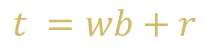 t = wb + r